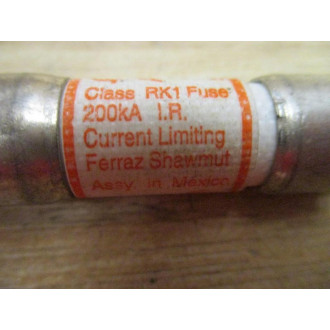 Class RK1 Fuse
200kA I.R.
Current Limiting
Ferraz Shawmut
Assy. in Mexico